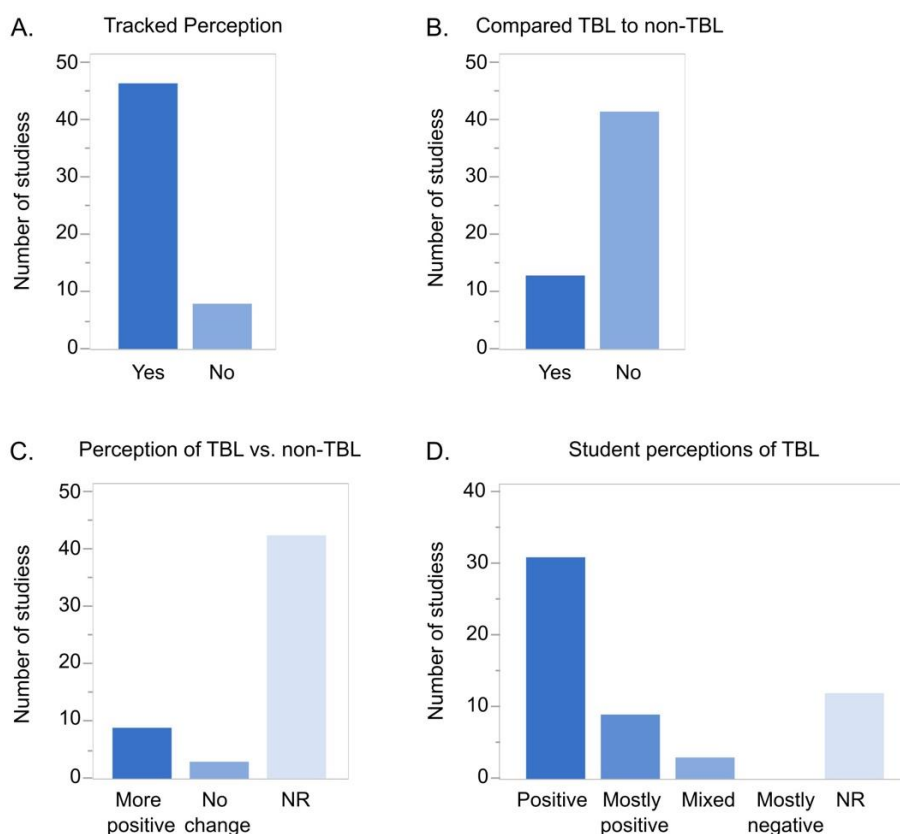 A.
Tracked Perception
Number of studiess
50
40
30
20
10
0
Yes
No
B.
Compared TBL to non-TBL
Number of studiess
50
40
30
20
10
0
Yes
No
C.
Perception of TBL vs. non-TBL
Number of studiess
50
40
30
20
10
0
More
positive
No
change
NR
D.
Student perceptions of TBL
Number of studiess
40
30
20
10
0
Positive
Mostly
positive
Mixed
Mostly
negative
NR